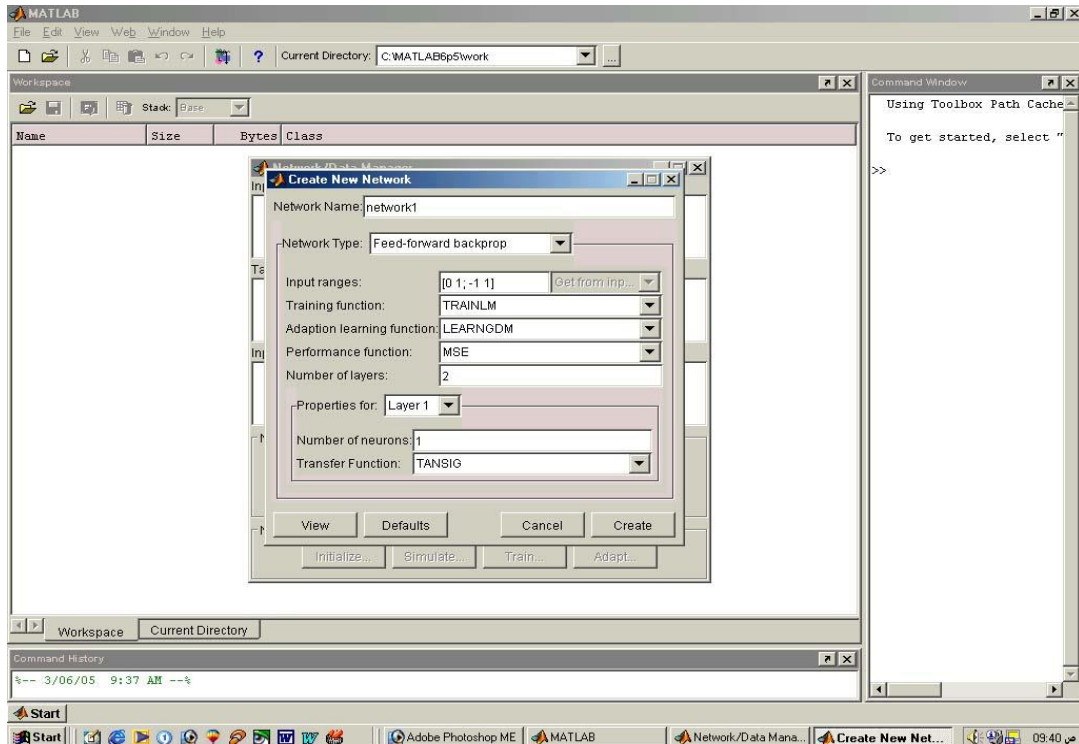 MATLAB
File Edit View Web Window Help
? Current Directory: C:\MATLAB6p5\work ...
Workspace
Stack: Base
Name Size Bytes Class
Command Window
Using Toolbox Path Cache
To get started, select "
>>
Network/Data Manager
Create New Network
Network Name: network1
Network Type: Feed-forward backprop
Input ranges: [0 1; -1 1] Get from inp...
Training function: TRAINLM
Adaption learning function: LEARNGDM
Performance function: MSE
Number of layers: 2
Properties for: Layer 1
Number of neurons: 1
Transfer Function: TANSIG
View Defaults Cancel Create
Initialize... Simulate... Train... Adapt...
Workspace Current Directory
Command History
%-- 3/06/05 9:37 AM --%
Start
Start Adobe Photoshop ME MATLAB Network/Data Mana... Create New Net... 09:40 ص